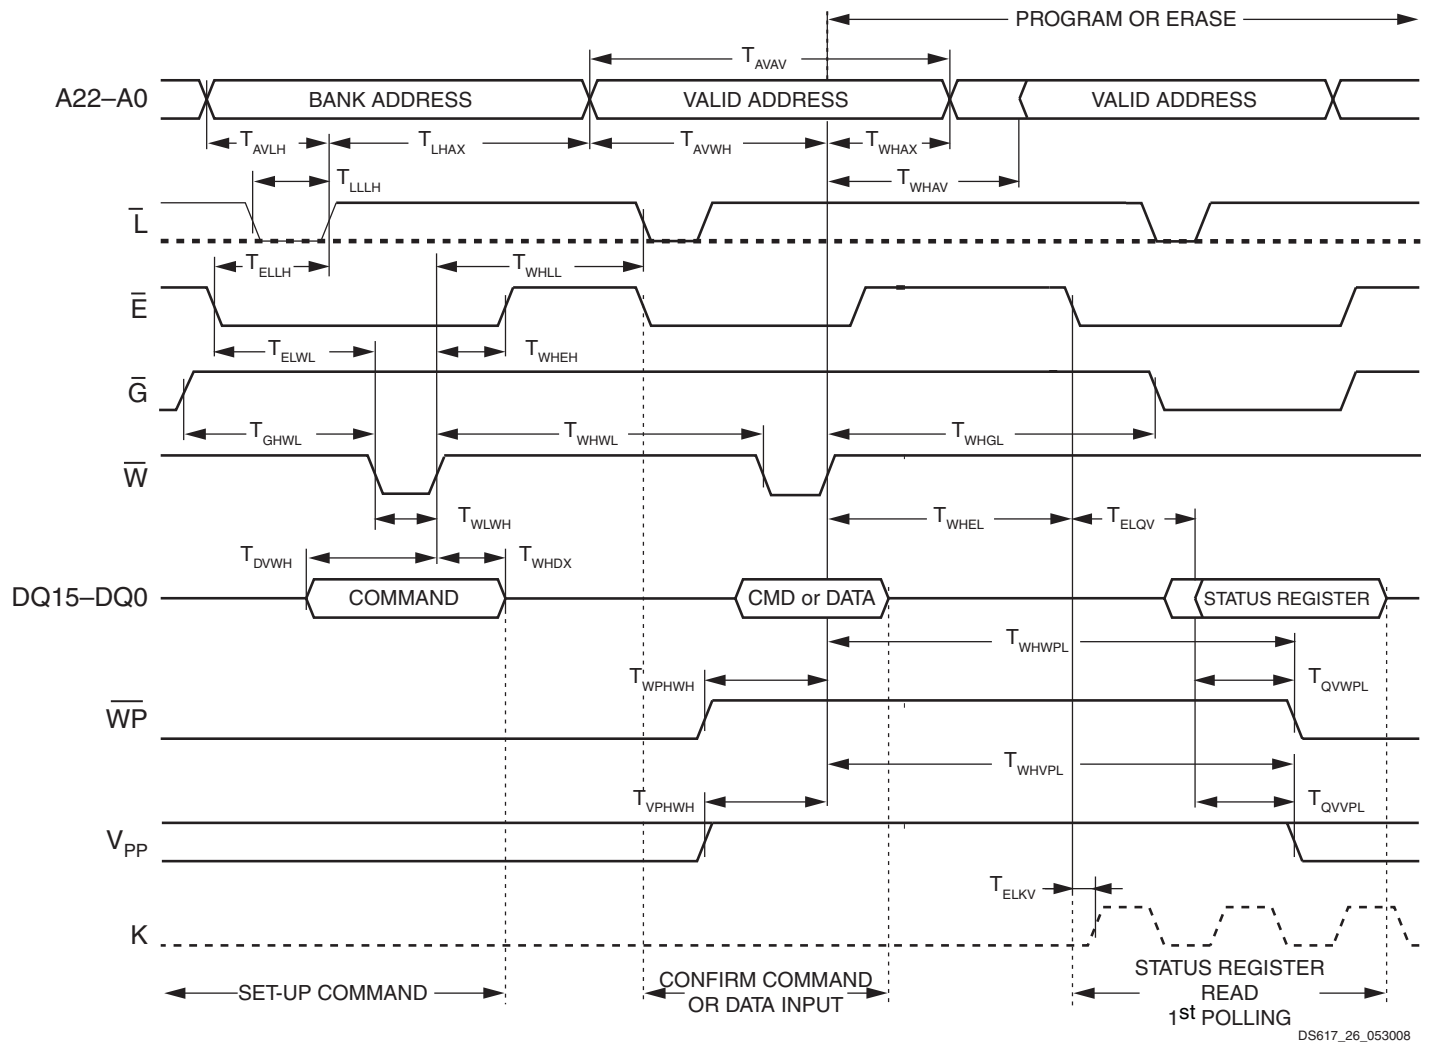 PROGRAM OR ERASE
TAVAV
A22–A0
BANK ADDRESS
VALID ADDRESS
VALID ADDRESS
TAVLH
TLHAX
TAVWH
TWHAX
TLLLH
TWHAV
L̅
TELLH
TWHLL
E̅
TELWL
TWHEH
G̅
TGHWL
TWHWL
TWHGL
W̅
TWLWH
TWHEL
TELQV
TDVWH
TWHDX
DQ15–DQ0
COMMAND
CMD or DATA
STATUS REGISTER
TWHWPL
TWPHWH
TQVWPL
W̅P̅
TWHVPL
TVPHWH
TQVVPL
VPP
TELKV
K
SET-UP COMMAND
CONFIRM COMMAND
OR DATA INPUT
STATUS REGISTER
READ
1st POLLING
DS617_26_053008